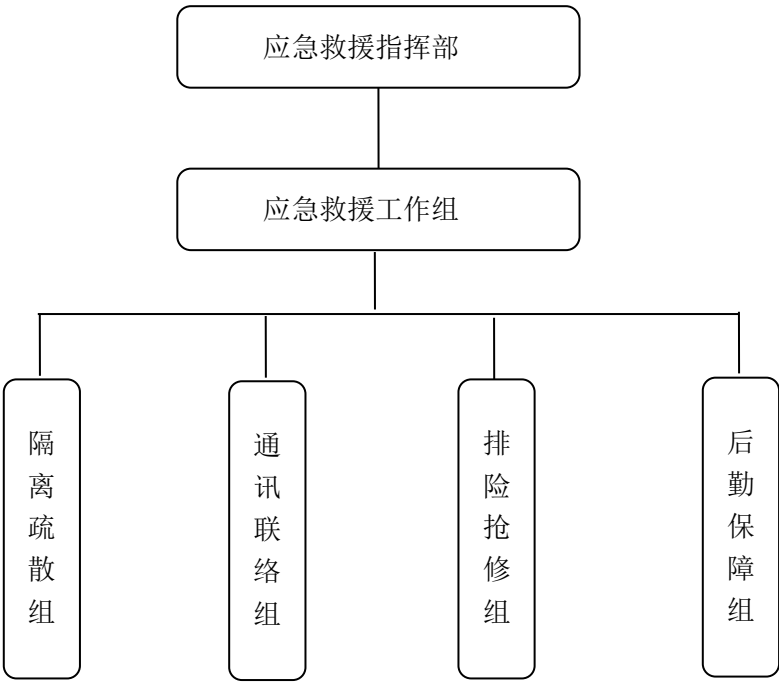 应急救援指挥部
应急救援工作组
隔离疏散组
通讯联络组
排险抢修组
后勤保障组